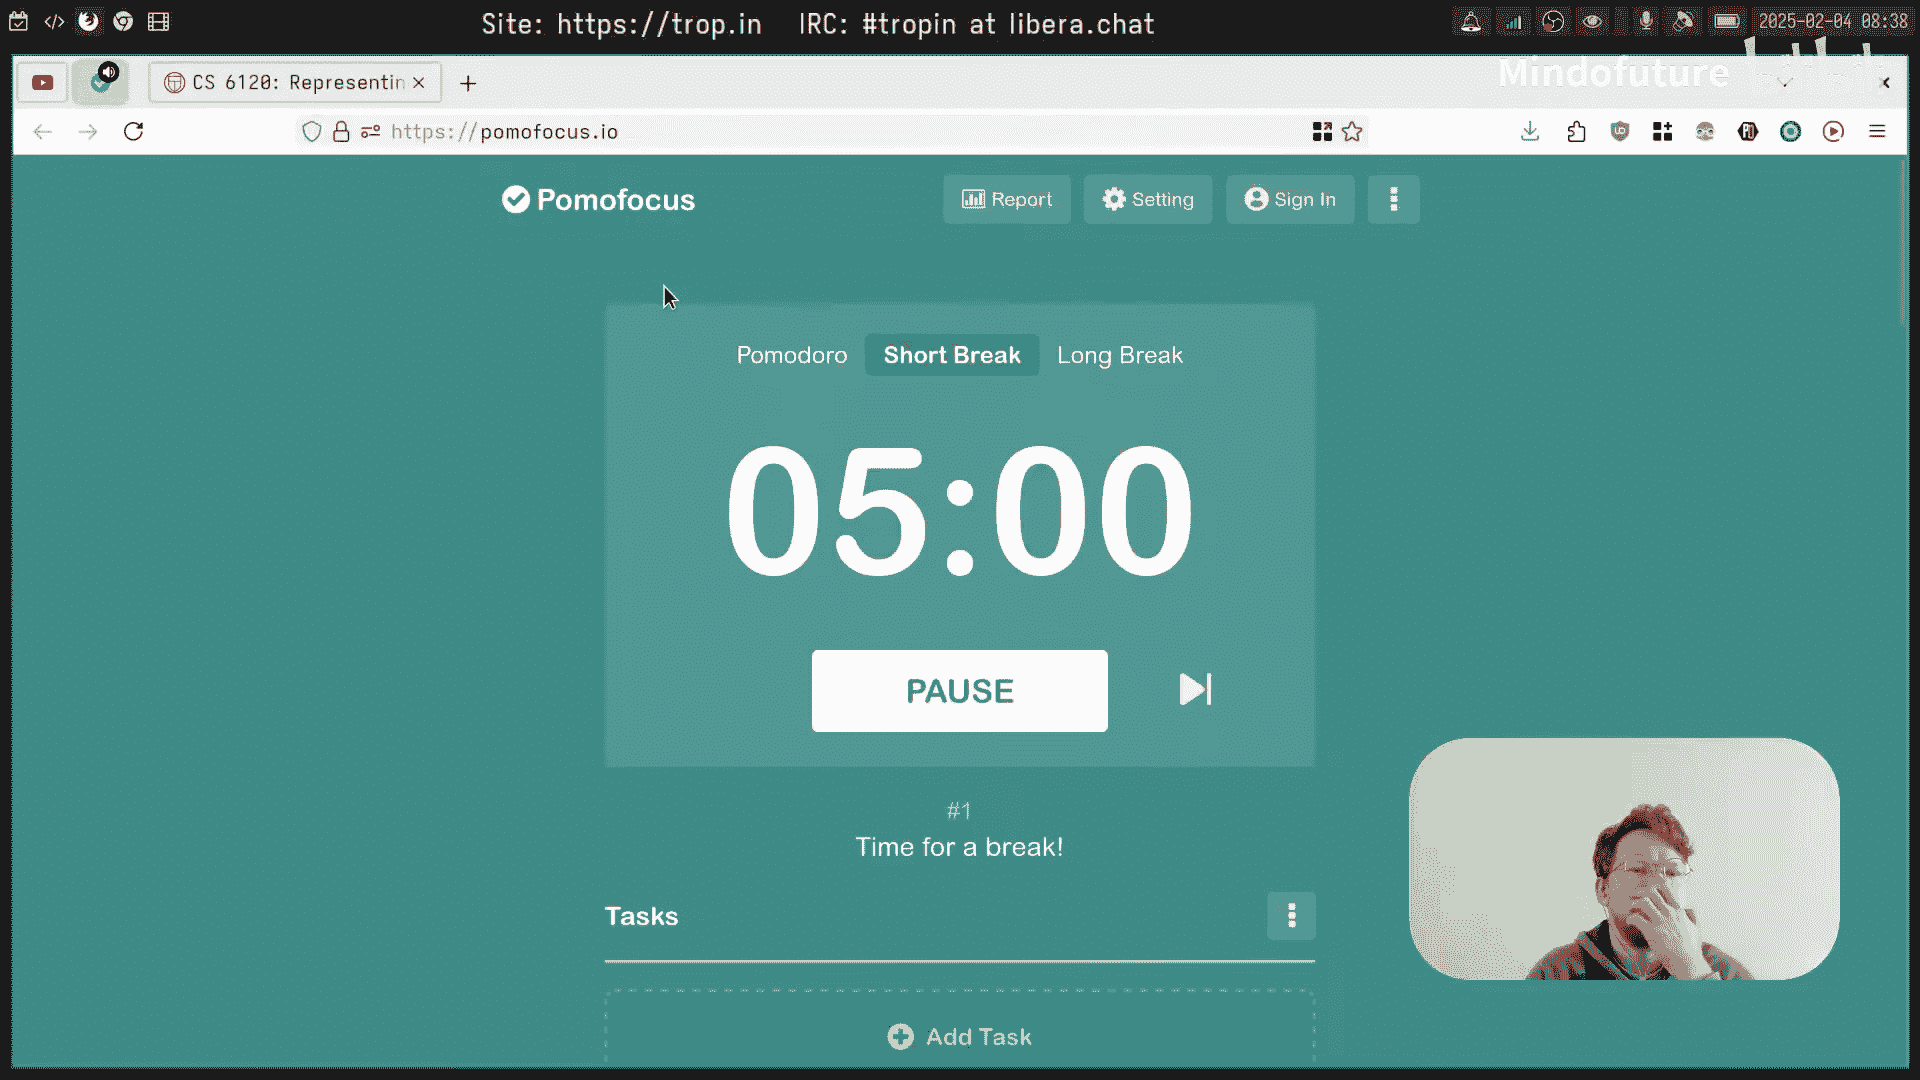 Site: https://trop.in   IRC: #tropin at libera.chat
2025-02-04 08:38
Mindofuture
CS 6120: Representin
https://pomofocus.io
Pomofocus
Report
Setting
Sign In
Pomodoro
Short Break
Long Break
05:00
PAUSE
#1
Time for a break!
Tasks
Add Task